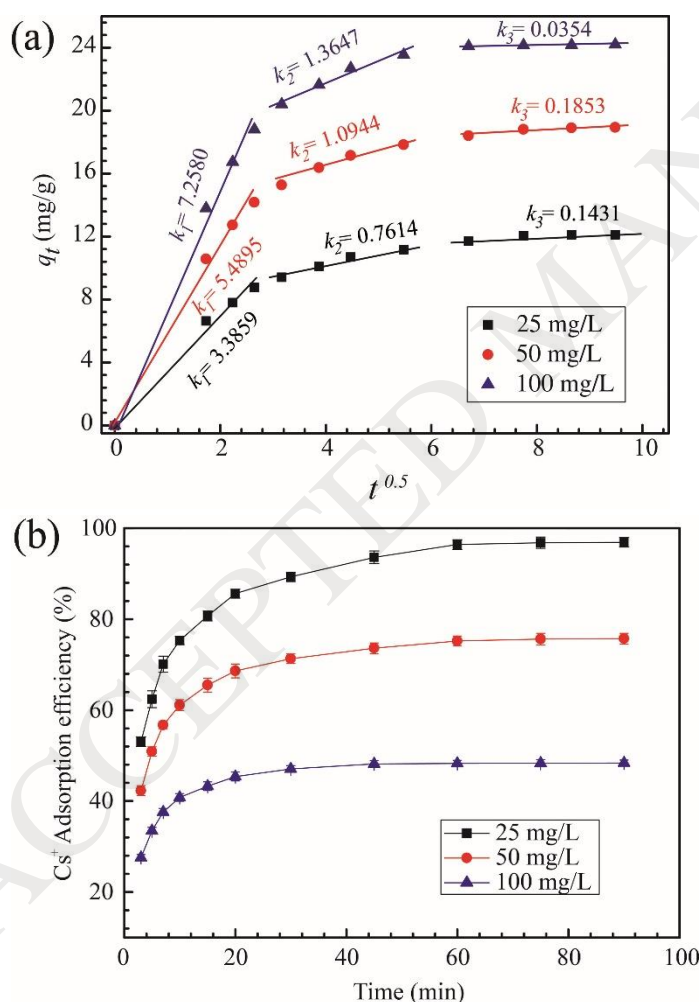 (a)
24
20
16
12
8
4
0
q_t (mg/g)
k_1= 7.2580
k_2= 1.3647
k_3= 0.0354
k_1= 5.4895
k_2= 1.0944
k_3= 0.1853
k_1= 3.3859
k_2= 0.7614
k_3= 0.1431
25 mg/L
50 mg/L
100 mg/L
0 2 4 6 8 10
t^0.5
(b)
100
80
60
40
20
Cs⁺ Adsorption efficiency (%)
25 mg/L
50 mg/L
100 mg/L
0 20 40 60 80 100
Time (min)
ACCEPTED MAN